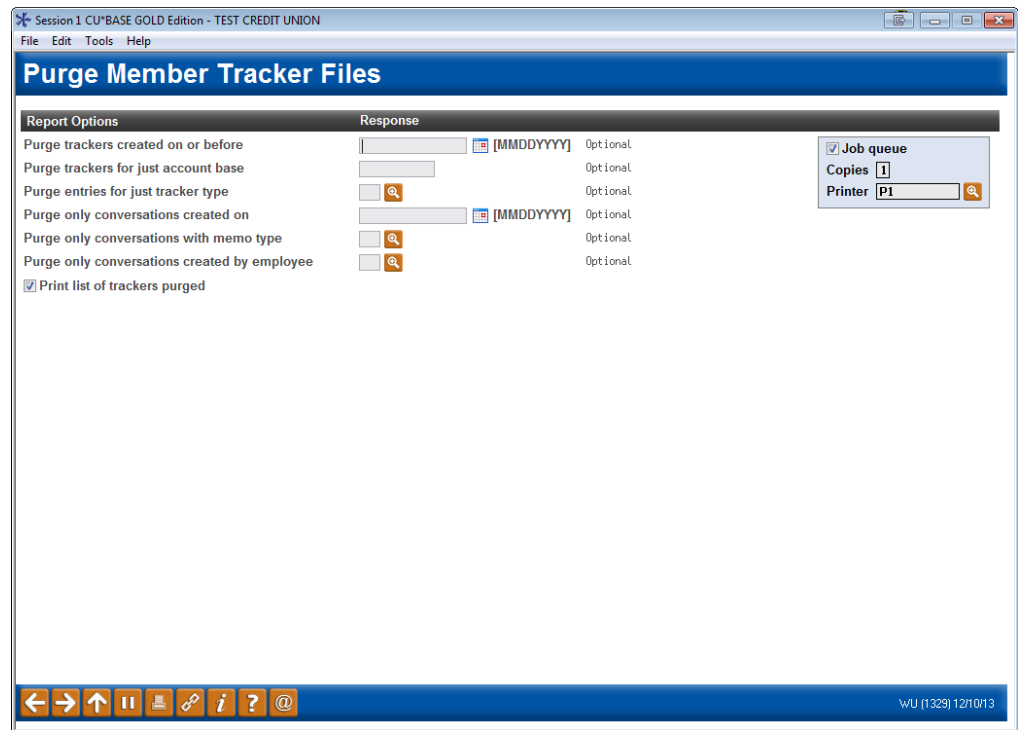 Session 1 CU*BASE GOLD Edition - TEST CREDIT UNION
File Edit Tools Help
Purge Member Tracker Files
Report Options Response
Purge trackers created on or before [MMDDYYYY] Optional
Purge trackers for just account base Optional
Purge entries for just tracker type Optional
Purge only conversations created on [MMDDYYYY] Optional
Purge only conversations with memo type Optional
Purge only conversations created by employee Optional
Print list of trackers purged
Job queue
Copies 1
Printer P1
i ? @
WU (1329) 12/10/13